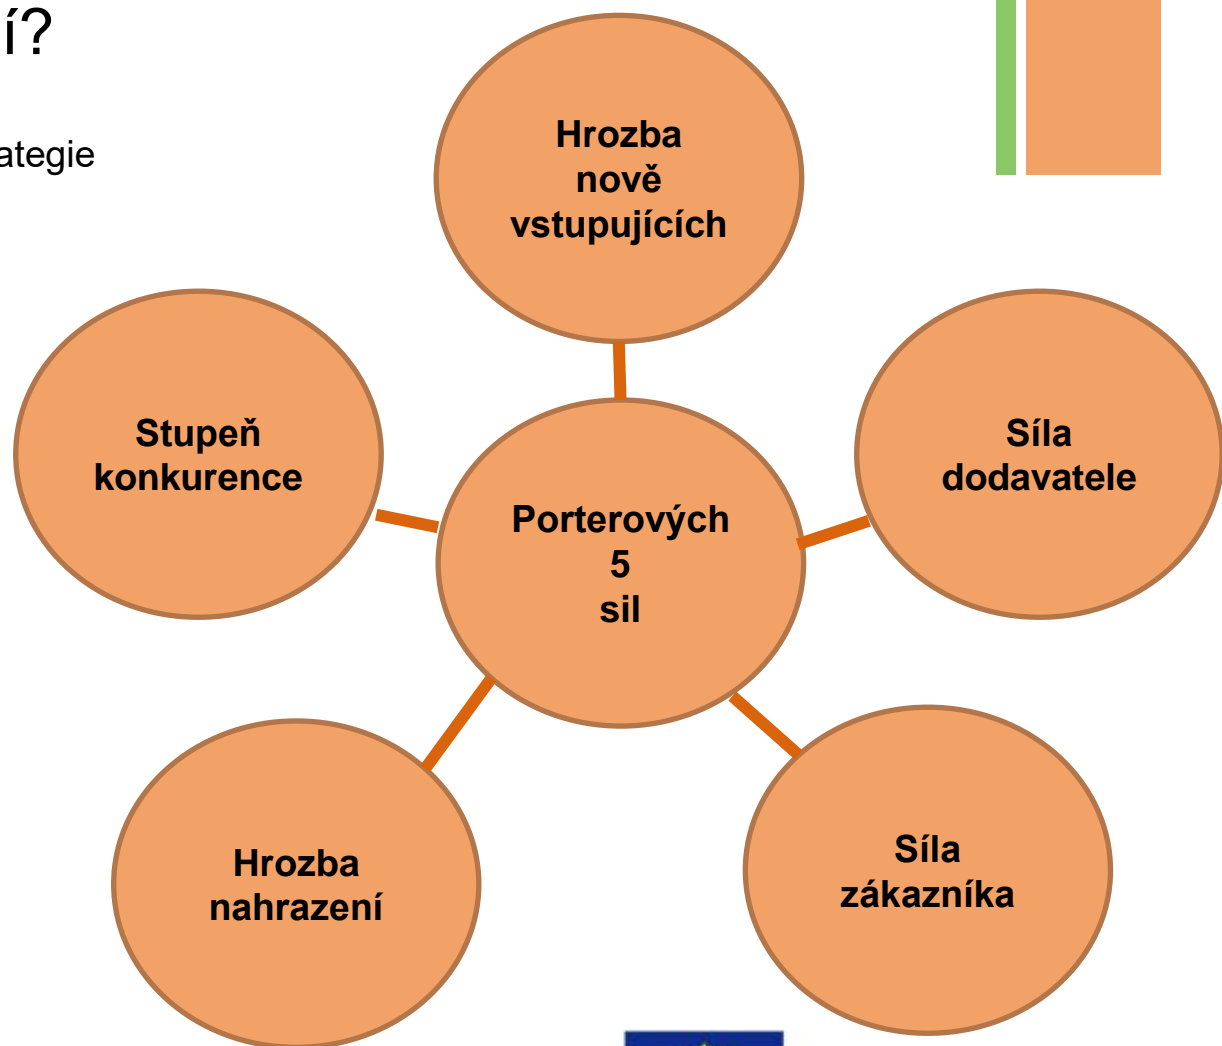 í?
ategie
Hrozba
nově
vstupujících
Stupeň
konkurence
Síla
dodavatele
Porterových
5
sil
Hrozba
nahrazení
Síla
zákazníka